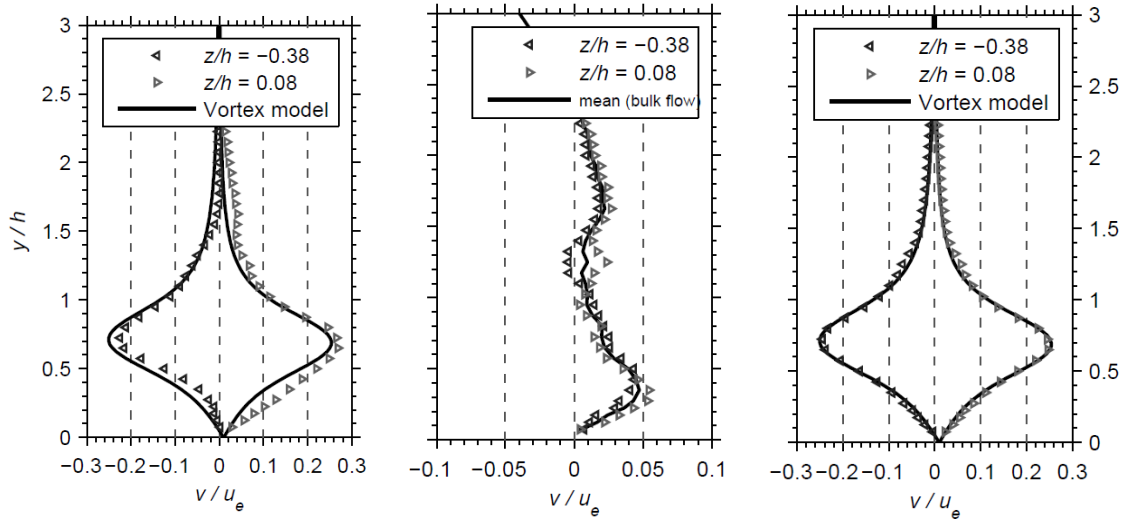 z/h = −0.38
z/h = 0.08
Vortex model
3
2.5
2
1.5
1
0.5
0
y / h
−0.3
−0.2
−0.1
0
0.1
0.2
0.3
v / u_e
z/h = −0.38
z/h = 0.08
mean (bulk flow)
−0.1
−0.05
0
0.05
0.1
v / u_e
z/h = −0.38
z/h = 0.08
Vortex model
3
2.5
2
1.5
1
0.5
0
y / h
−0.3
−0.2
−0.1
0
0.1
0.2
0.3
v / u_e